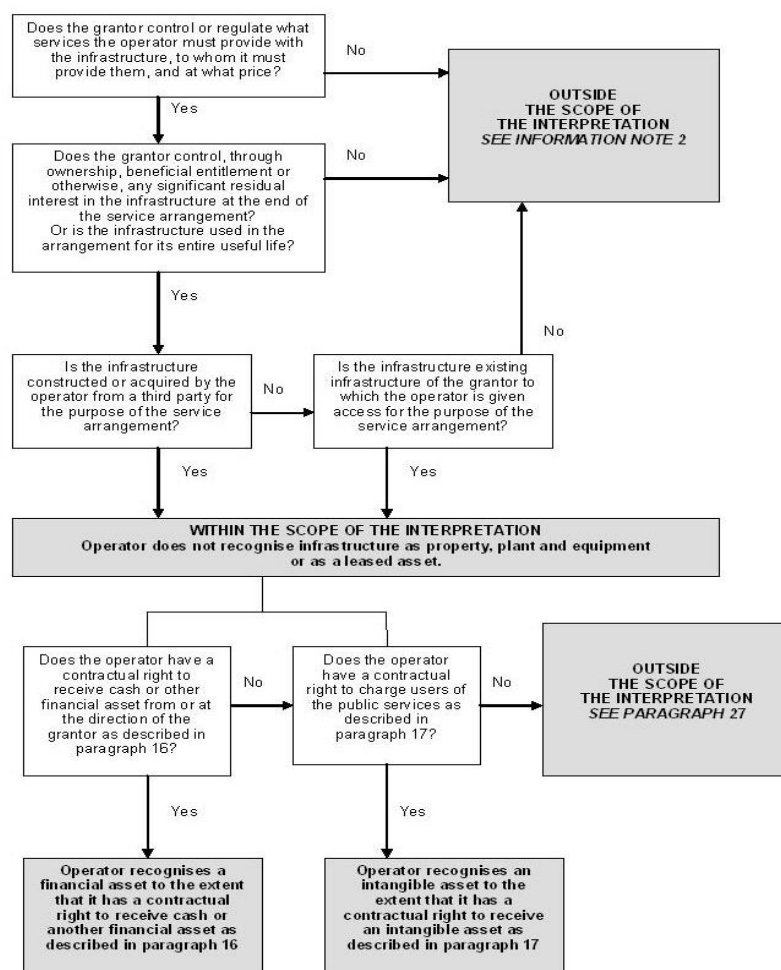 Does the grantor control or regulate what
services the operator must provide with
the infrastructure, to whom it must
provide them, and at what price?
No
OUTSIDE
THE SCOPE OF
THE INTERPRETATION
SEE INFORMATION NOTE 2
Yes
Does the grantor control, through
ownership, beneficial entitlement or
otherwise, any significant residual
interest in the infrastructure at the end of
the service arrangement?
Or is the infrastructure used in the
arrangement for its entire useful life?
No
Yes
No
Is the infrastructure
constructed or acquired by the
operator from a third party for
the purpose of the service
arrangement?
No
Is the infrastructure existing
infrastructure of the grantor to
which the operator is given
access for the purpose of the
service arrangement?
Yes
Yes
WITHIN THE SCOPE OF THE INTERPRETATION
Operator does not recognise infrastructure as property, plant and equipment
or as a leased asset.
Does the operator have a
contractual right to
receive cash or other
financial asset from or at
the direction of the
grantor as described in
paragraph 16?
No
Does the operator
have a contractual
right to charge users of
the public services as
described in
paragraph 17?
No
OUTSIDE
THE SCOPE OF
THE INTERPRETATION
SEE PARAGRAPH 27
Yes
Yes
Operator recognises a
financial asset to the extent
that it has a contractual
right to receive cash or
another financial asset as
described in paragraph 16
Operator recognises an
intangible asset to the
extent that it has a
contractual right to receive
an intangible asset as
described in paragraph 17